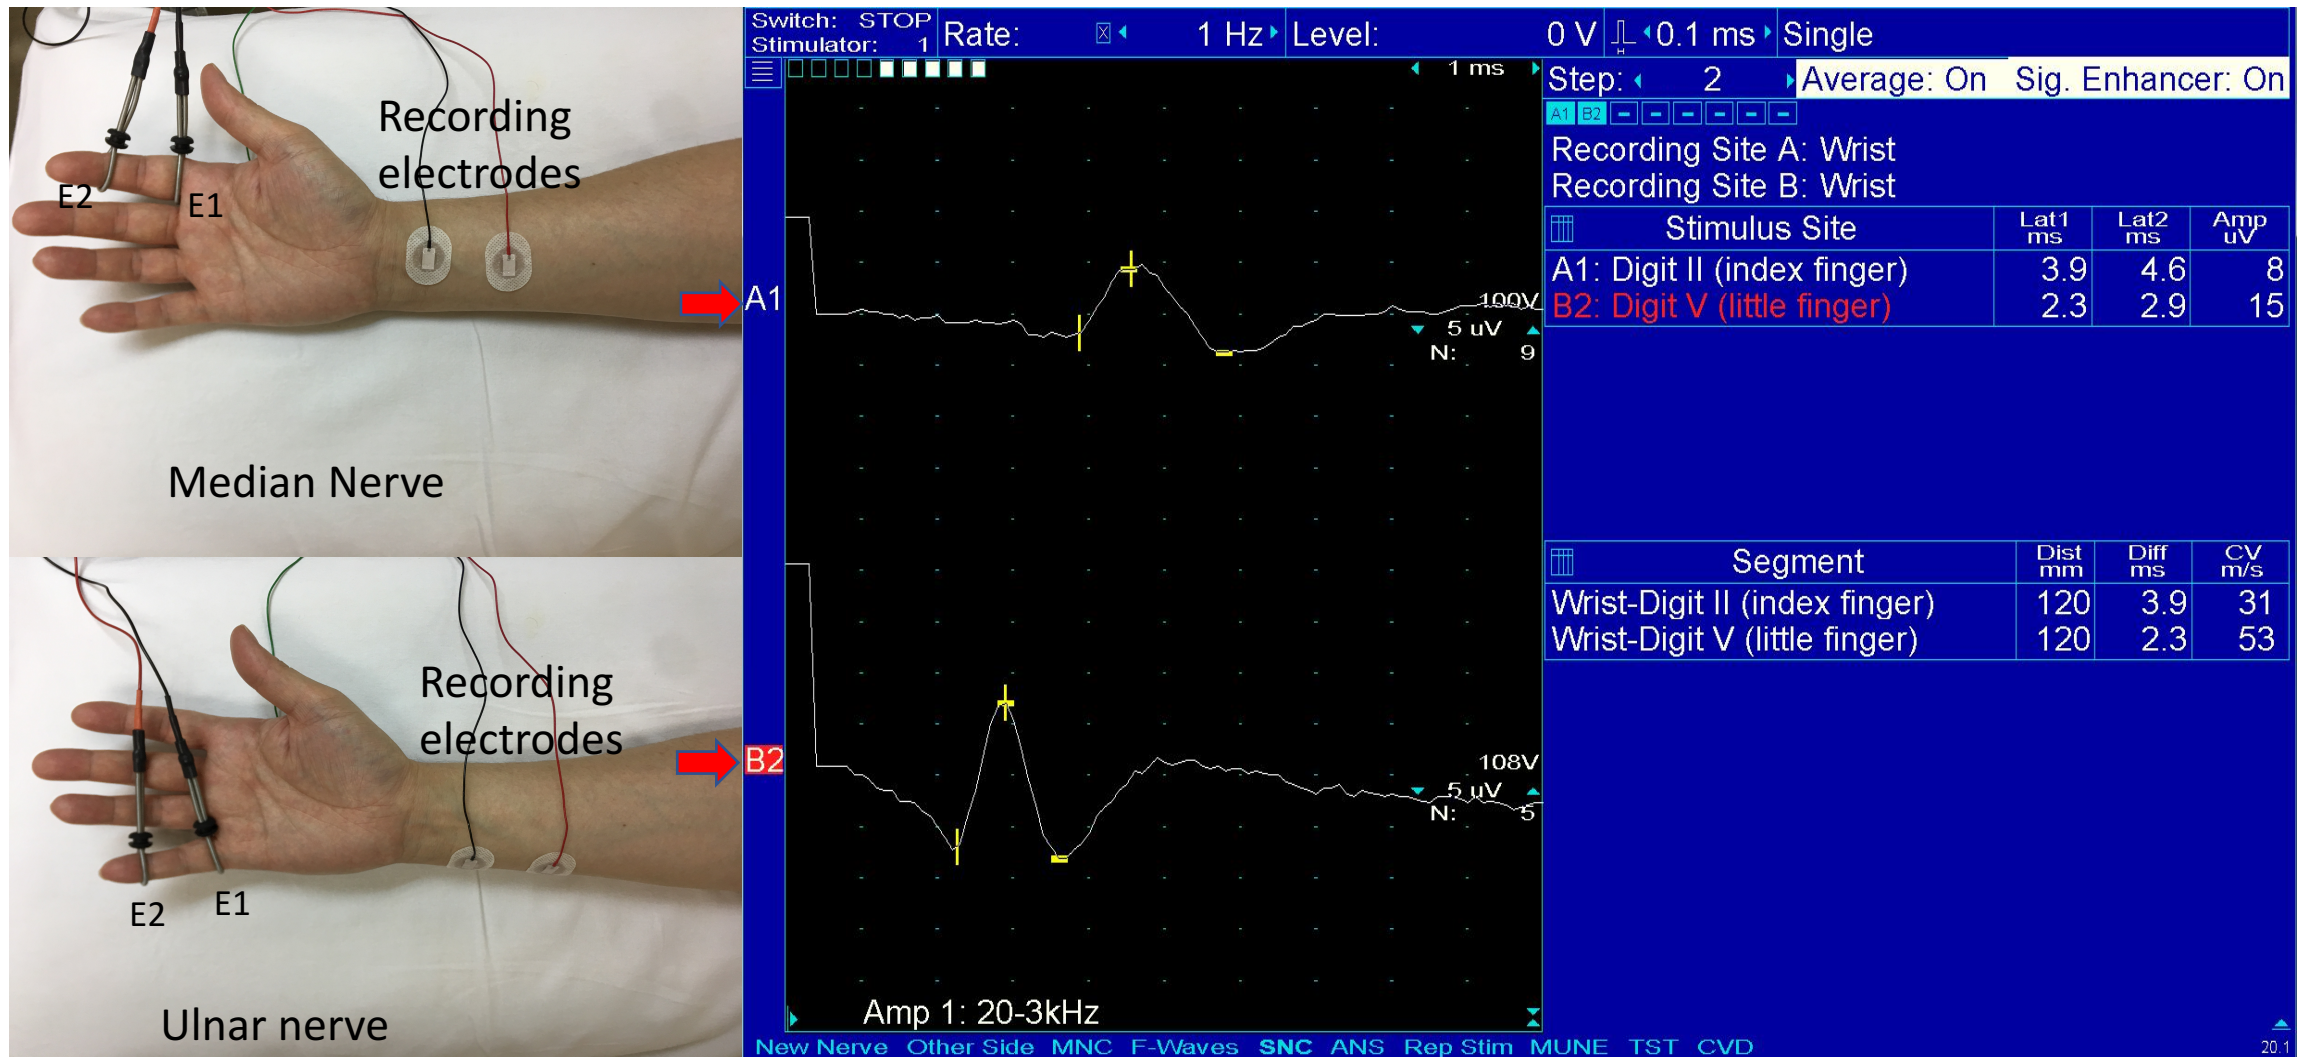 Recording
electrodes
E2
E1
Median Nerve
Recording
electrodes
E2
E1
Ulnar nerve
Switch: STOP
Stimulator: 1
Rate: 1 Hz
Level: 0 V
0.1 ms
Single
1 ms
Step: 2
Average: On Sig. Enhancer: On
A1 B2
Recording Site A: Wrist
Recording Site B: Wrist
Stimulus Site Lat1 ms Lat2 ms Amp uV
A1: Digit II (index finger) 3.9 4.6 8
B2: Digit V (little finger) 2.3 2.9 15
A1
100V
5 uV
N: 9
Segment Dist mm Diff ms CV m/s
Wrist-Digit II (index finger) 120 3.9 31
Wrist-Digit V (little finger) 120 2.3 53
B2
108V
5 uV
N: 5
Amp 1: 20-3kHz
New Nerve Other Side MNC F-Waves SNC ANS Rep Stim MUNE TST CVD
20.1